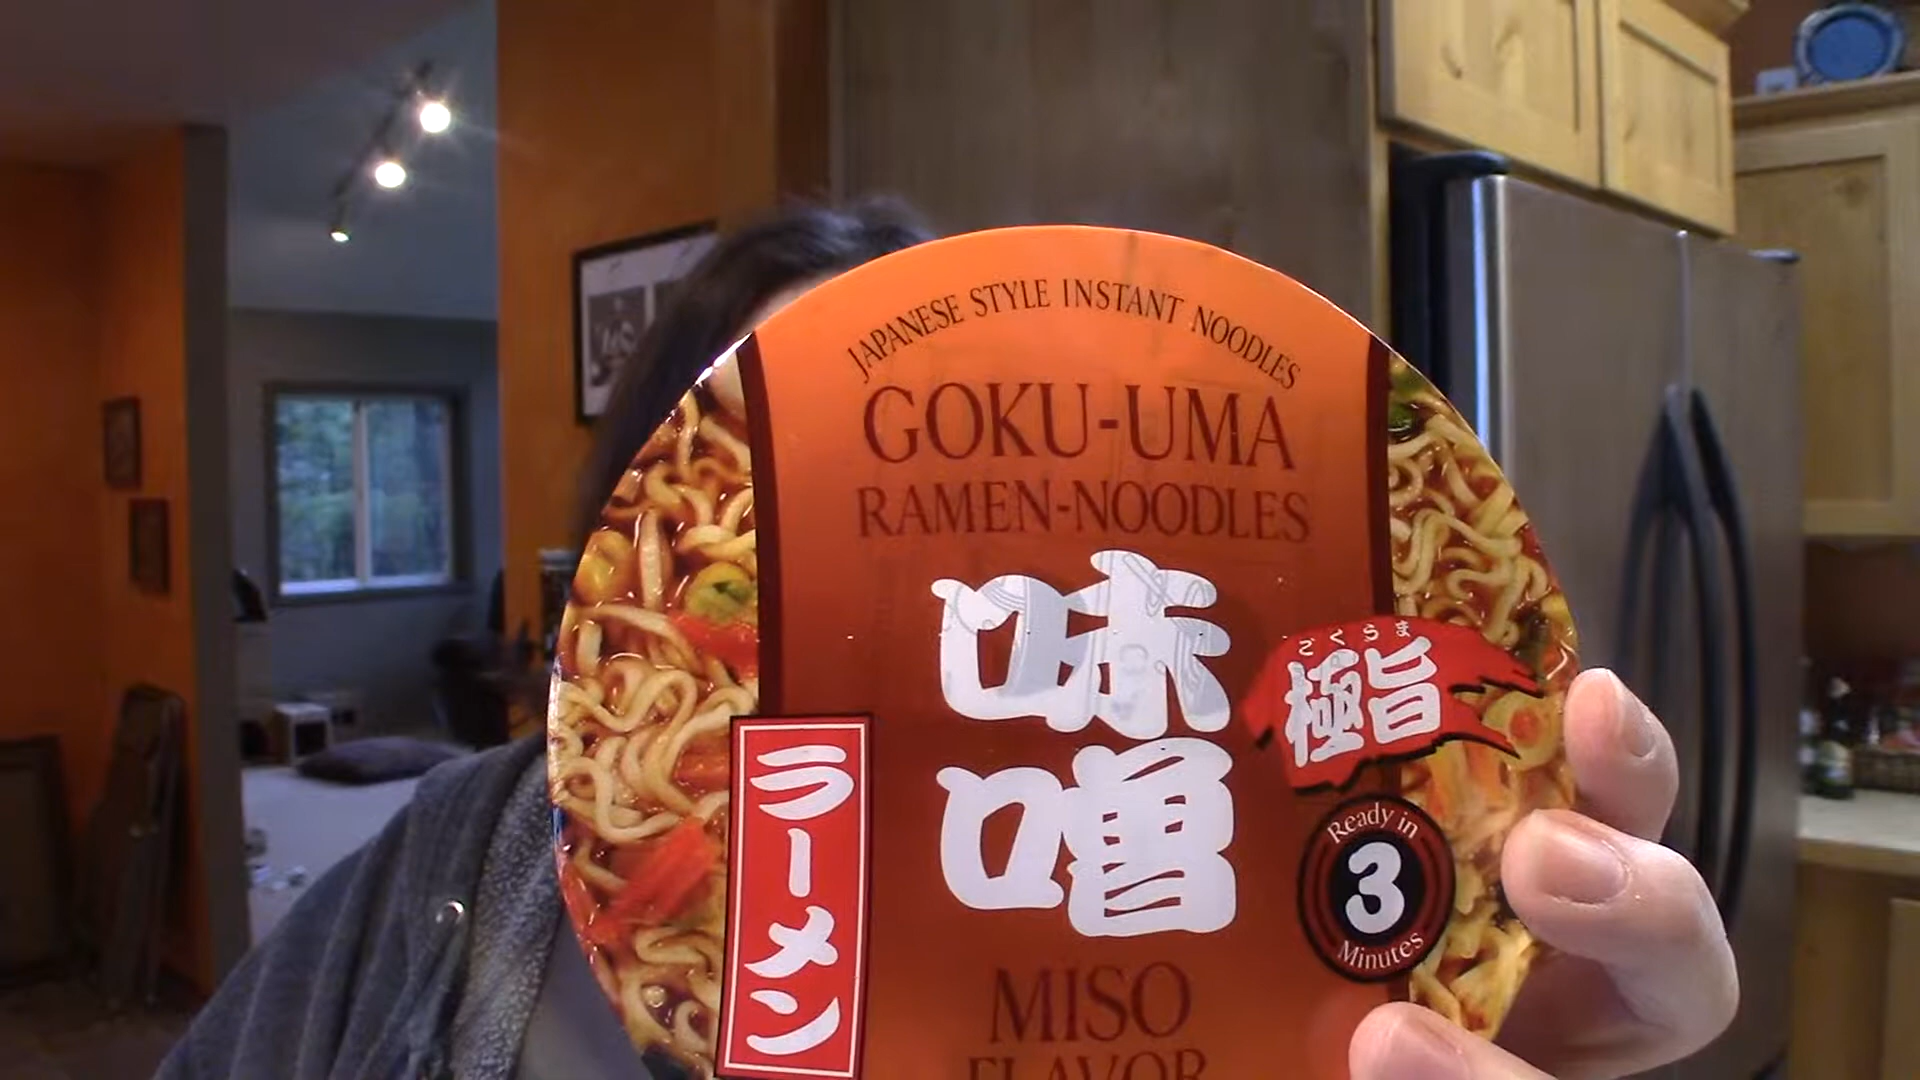 JAPANESE STYLE INSTANT NOODLES
GOKU-UMA
RAMEN-NOODLES
味噌
ごくうま
極旨
ラーメン
Ready in
3
Minutes
MISO
FLAVOR